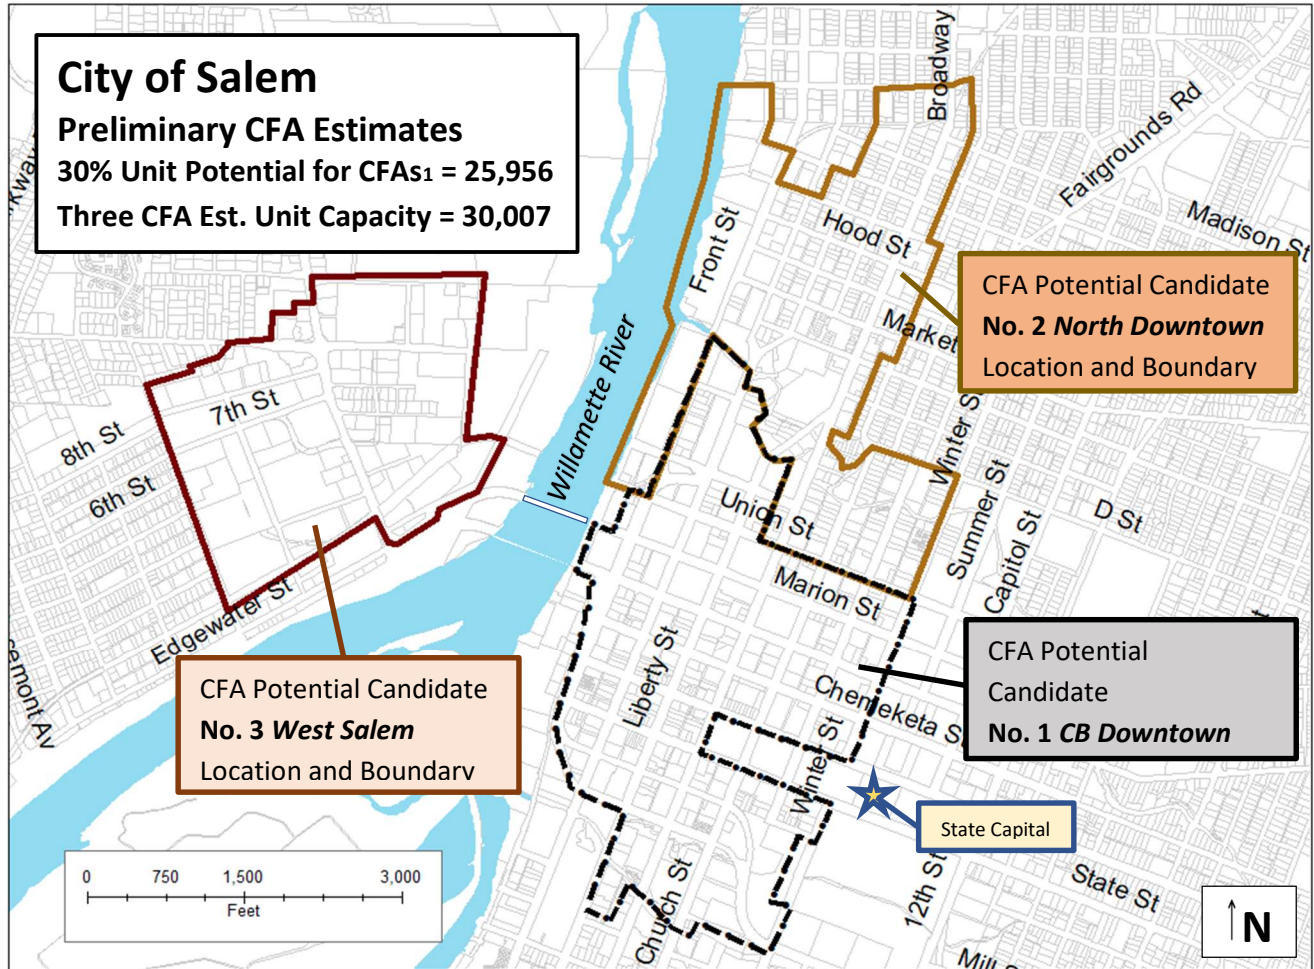 City of Salem
Preliminary CFA Estimates
30% Unit Potential for CFAs1 = 25,956
Three CFA Est. Unit Capacity = 30,007
Broadway
Fairgrounds Rd
Madison St
Front St
Hood St
Market
CFA Potential Candidate
No. 2 North Downtown
Location and Boundary
Willamette River
7th St
8th St
6th St
Winter St
Summer St
Capitol St
D St
Union St
Marion St
Edgewater St
Liberty St
CFA Potential
Candidate
No. 1 CB Downtown
Chemeketa S
CFA Potential Candidate
No. 3 West Salem
Location and Boundary
Winter St
State Capital
emont Av
0 750 1,500 3,000
Feet
Church St
12th St
State St
Mill S
↑N